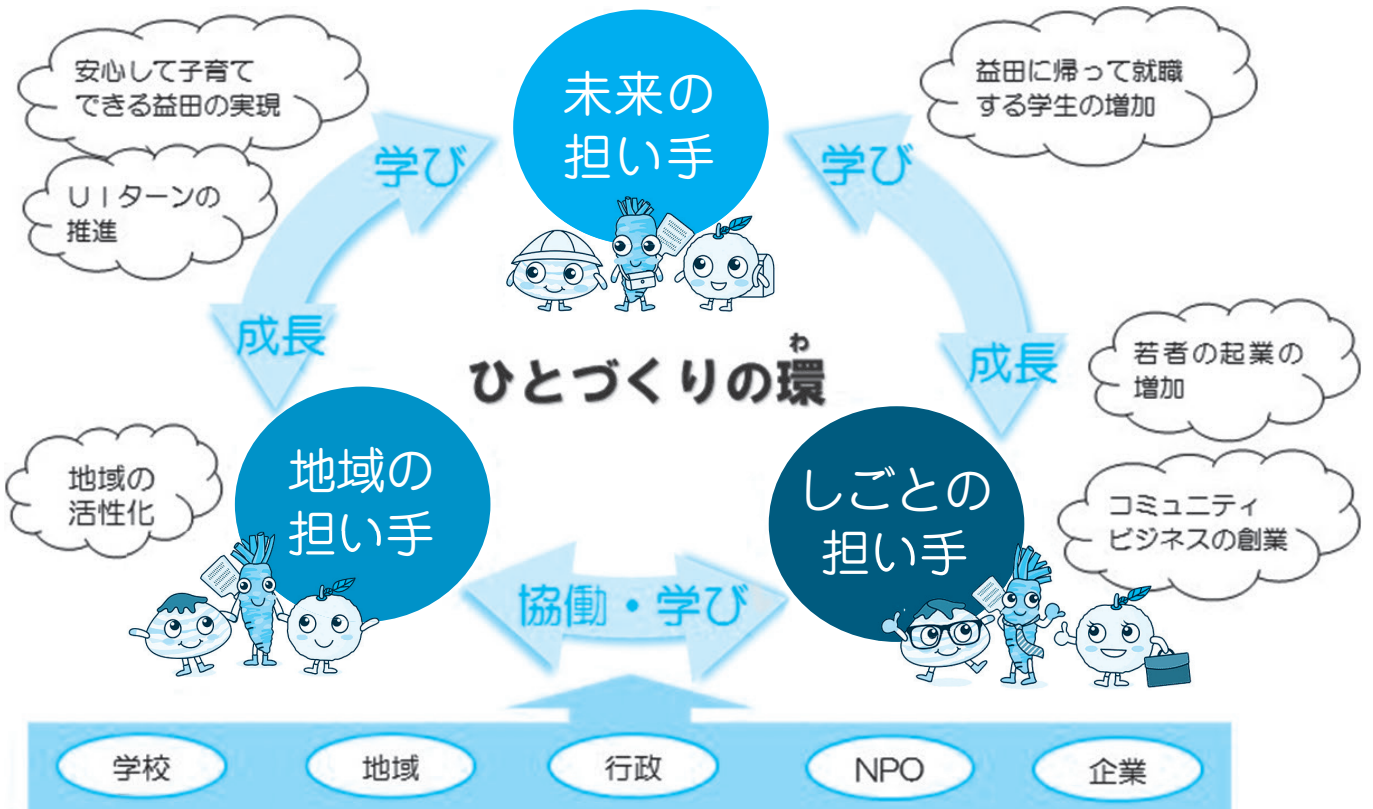 安心して子育て
できる益田の実現
UIターンの
推進
未来の
担い手
益田に帰って就職
する学生の増加
学び
学び
成長
成長
わ
ひとづくりの環
若者の起業の
増加
地域の
活性化
地域の
担い手
しごとの
担い手
コミュニティ
ビジネスの創業
協働・学び
学校
地域
行政
NPO
企業